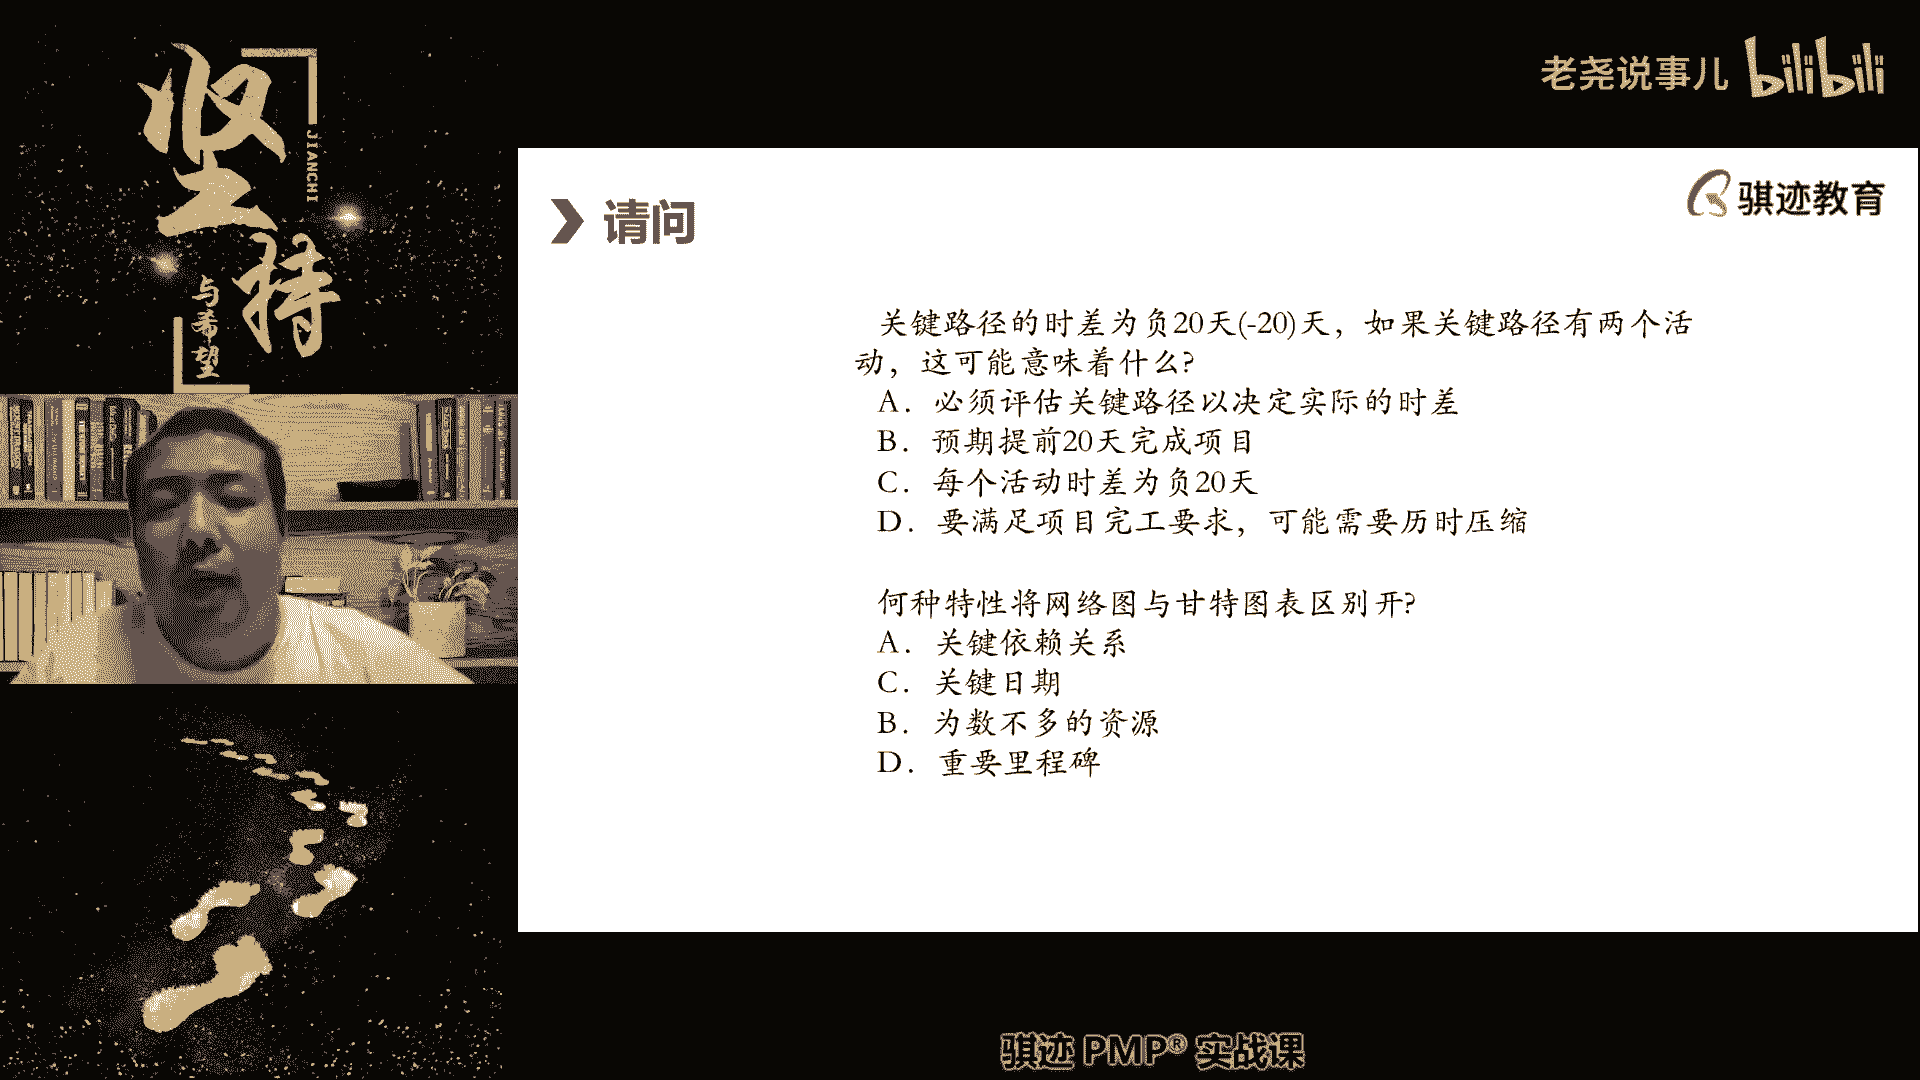 坚持
JIANCHI
与希望
老尧说事儿 bilibili
骐迹教育
请问
关键路径的时差为负20天(-20)天，如果关键路径有两个活
动，这可能意味着什么?
A. 必须评估关键路径以决定实际的时差
B. 预期提前20天完成项目
C. 每个活动时差为负20天
D. 要满足项目完工要求，可能需要历时压缩
何种特性将网络图与甘特图表区别开?
A. 关键依赖关系
C. 关键日期
B. 为数不多的资源
D. 重要里程碑
骐迹 PMP® 实战课